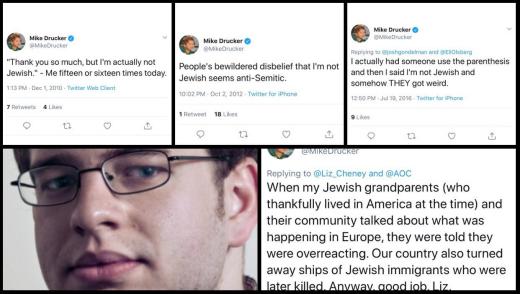 Mike Drucker
@MikeDrucker
"Thank you so much, but I'm actually not
Jewish." - Me fifteen or sixteen times today.
1:13 PM · Dec 1, 2010 · Twitter Web Client
7 Retweets 4 Likes
Mike Drucker
@MikeDrucker
People's bewildered disbelief that I'm not
Jewish seems anti-Semitic.
10:02 PM · Oct 2, 2012 · Twitter for iPhone
1 Retweet 18 Likes
Mike Drucker
@MikeDrucker
Replying to @joshgondelman and @EliOlsberg
I actually had someone use the parenthesis
and then I said I'm not Jewish and
somehow THEY got weird.
12:50 PM · Jul 19, 2016 · Twitter for iPhone
9 Likes
@MikeDrucker
Replying to @Liz_Cheney and @AOC
When my Jewish grandparents (who
thankfully lived in America at the time) and
their community talked about what was
happening in Europe, they were told they
were overreacting. Our country also turned
away ships of Jewish immigrants who were
later killed. Anyway, good job, Liz.